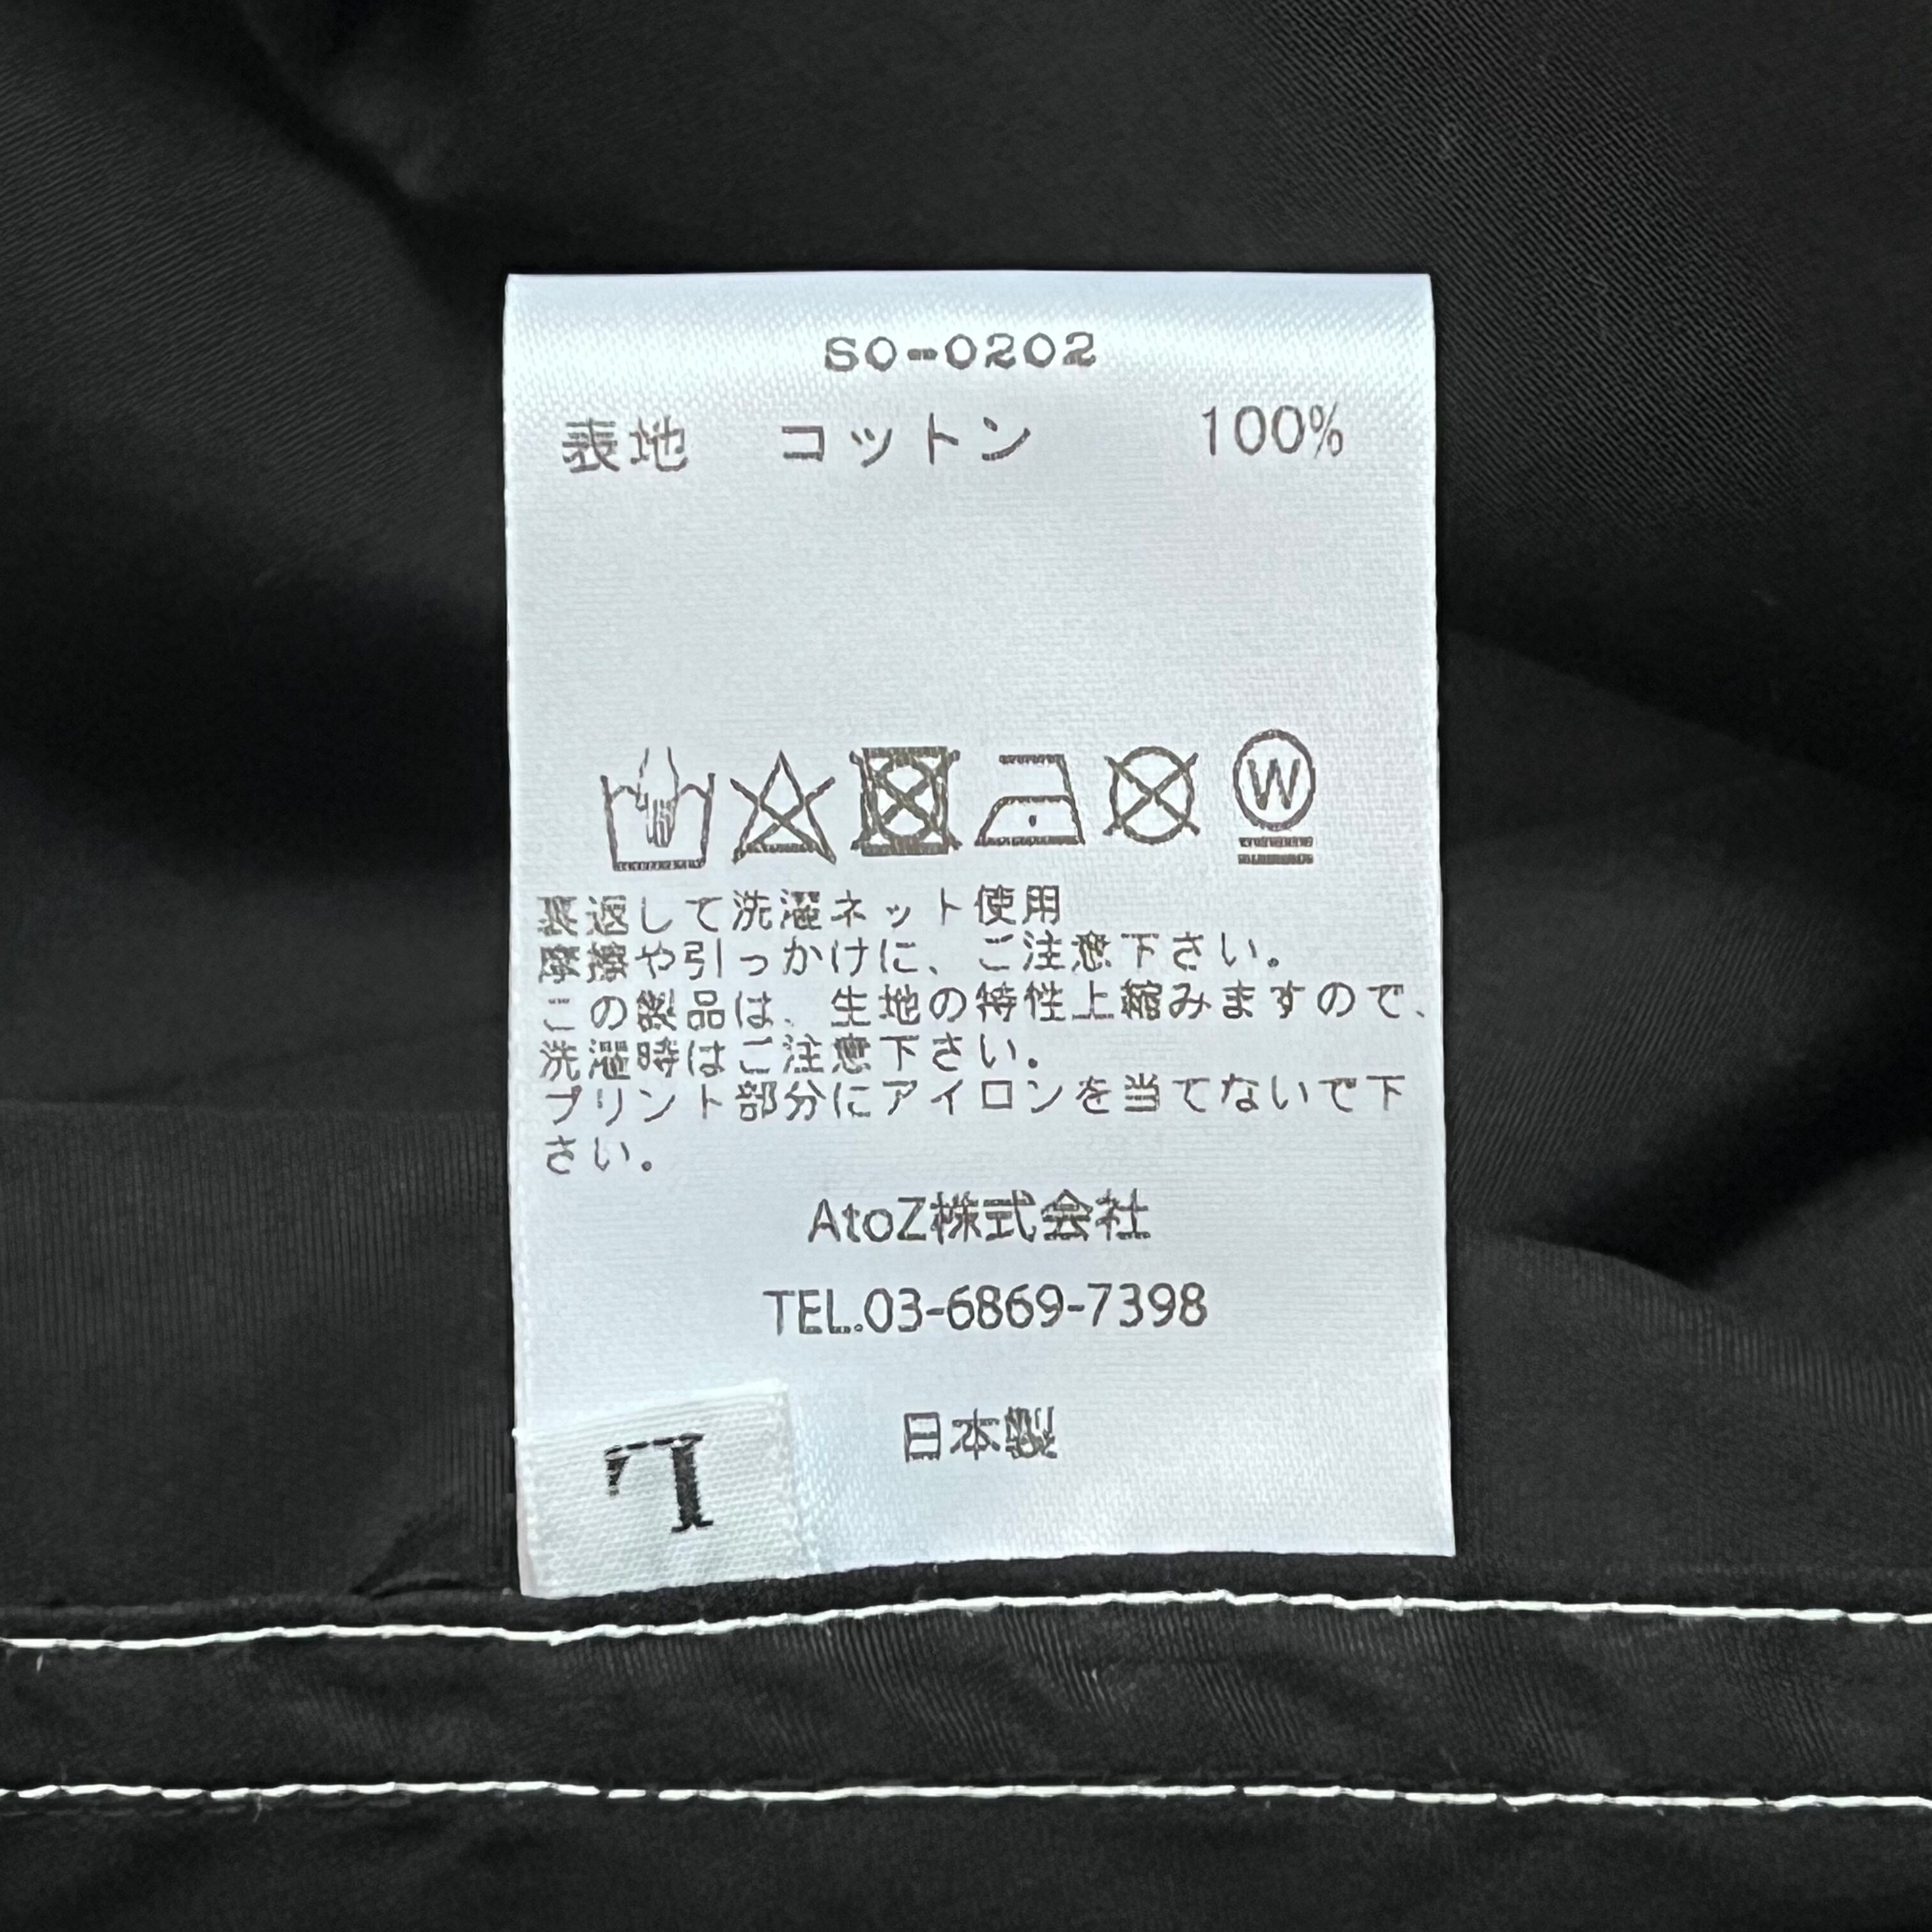 SO-0202
表地 コットン 100%
W
裏返して洗濯ネット使用
摩擦や引っかけに、ご注意下さい。
この製品は、生地の特性上縮みますので、
洗濯時はご注意下さい。
プリント部分にアイロンを当てないで下
さい。
AtoZ株式会社
TEL.03-6869-7398
日本製
L